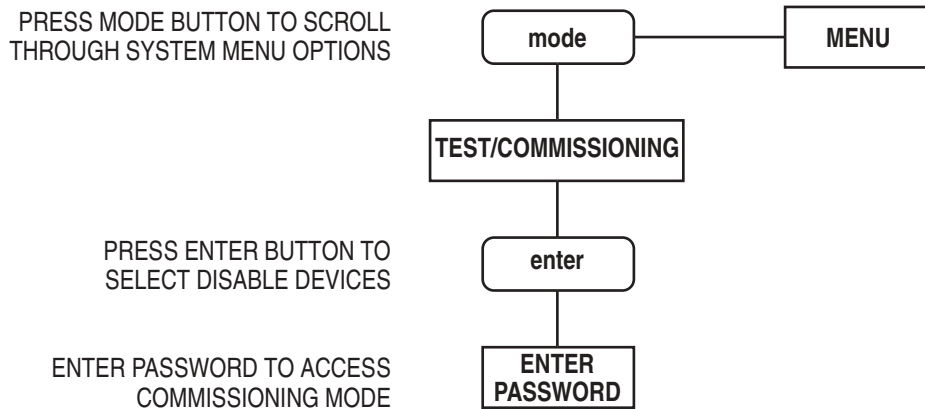 PRESS MODE BUTTON TO SCROLL
THROUGH SYSTEM MENU OPTIONS
mode
MENU
TEST/COMMISSIONING
PRESS ENTER BUTTON TO
SELECT DISABLE DEVICES
enter
ENTER PASSWORD TO ACCESS
COMMISSIONING MODE
ENTER
PASSWORD